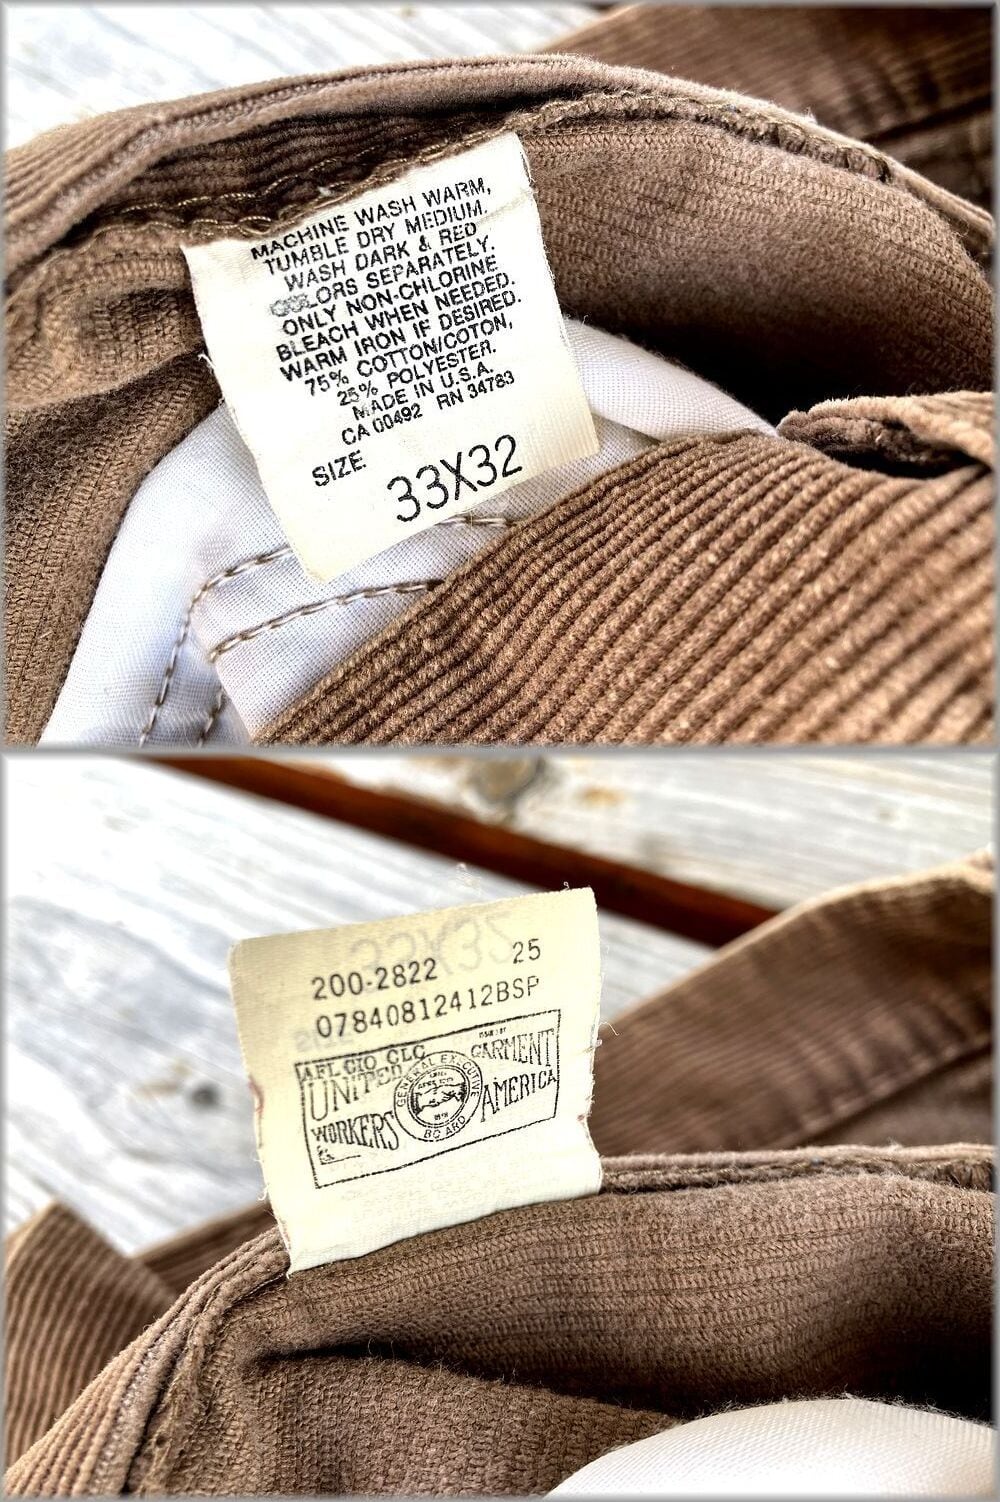 MACHINE WASH WARM,
TUMBLE DRY MEDIUM.
WASH DARK & RED
COLORS SEPARATELY.
ONLY NON-CHLORINE
BLEACH WHEN NEEDED.
WARM IRON IF DESIRED.
75% COTTON/COTON,
25% POLYESTER.
MADE IN U.S.A.
CA 00492 RN 34783
SIZE
33X32
200-2822 25
07840812412BSP
AFL CIO CLC
UNITED GARMENT
WORKERS AMERICA
GENERAL EXECUTIVE
BOARD